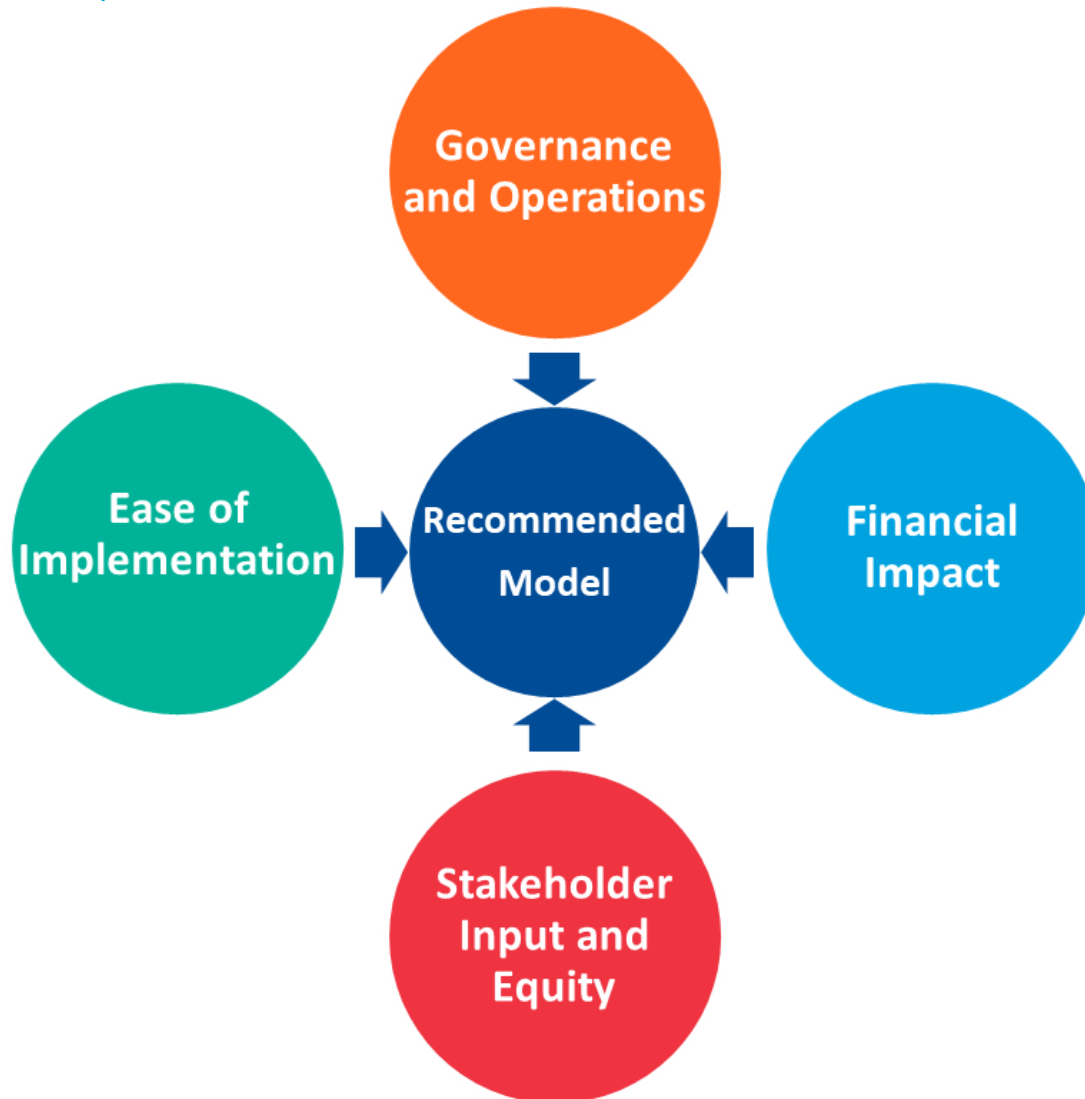 Governance
and Operations
Ease of
Implementation
Recommended
Model
Financial
Impact
Stakeholder
Input and
Equity